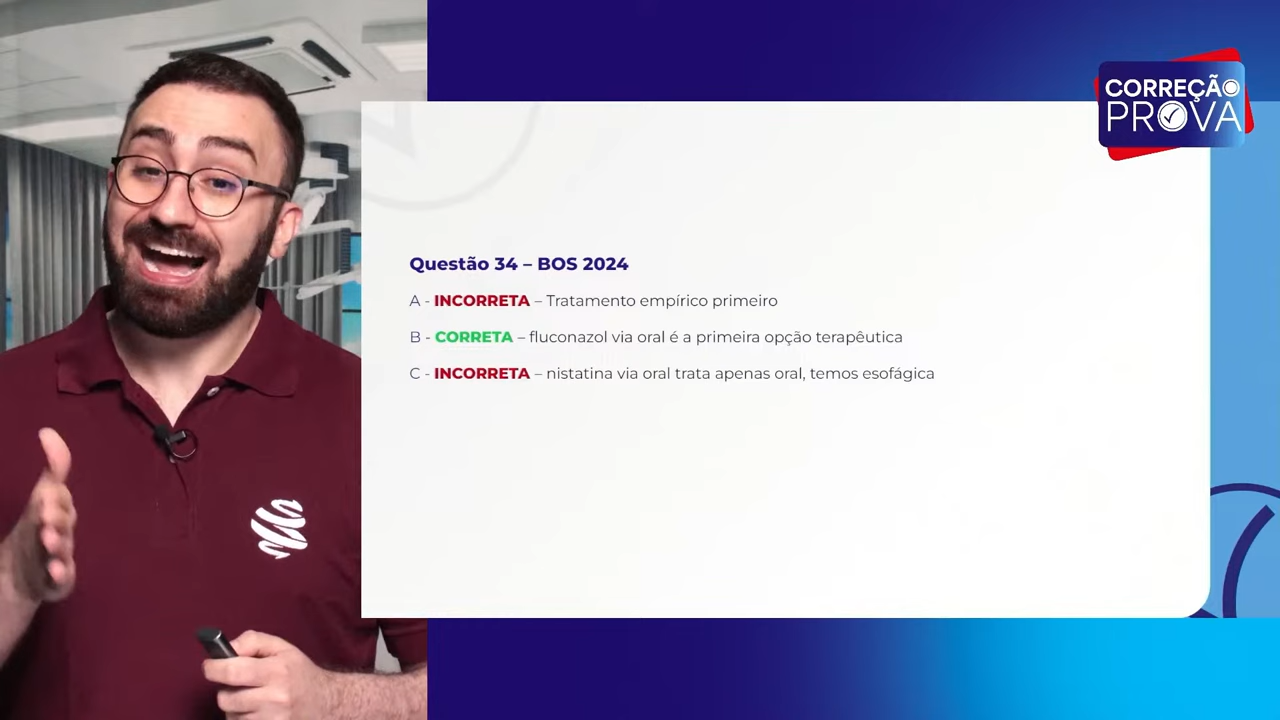 CORREÇÃO
PROVA
Questão 34 – BOS 2024
A - INCORRETA – Tratamento empírico primeiro
B - CORRETA – fluconazol via oral é a primeira opção terapêutica
C - INCORRETA – nistatina via oral trata apenas oral, temos esofágica